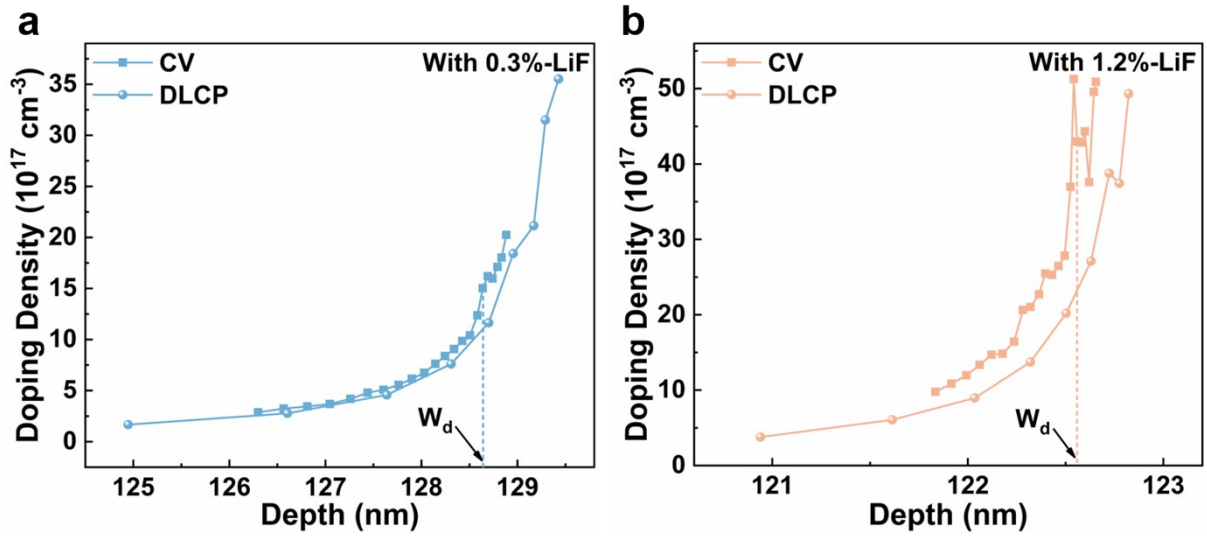 a
CV
DLCP
With 0.3%-LiF
W_d
Doping Density (10^17 cm^-3)
35
30
25
20
15
10
5
0
125 126 127 128 129
Depth (nm)
b
CV
DLCP
With 1.2%-LiF
W_d
Doping Density (10^17 cm^-3)
50
40
30
20
10
0
121 122 123
Depth (nm)